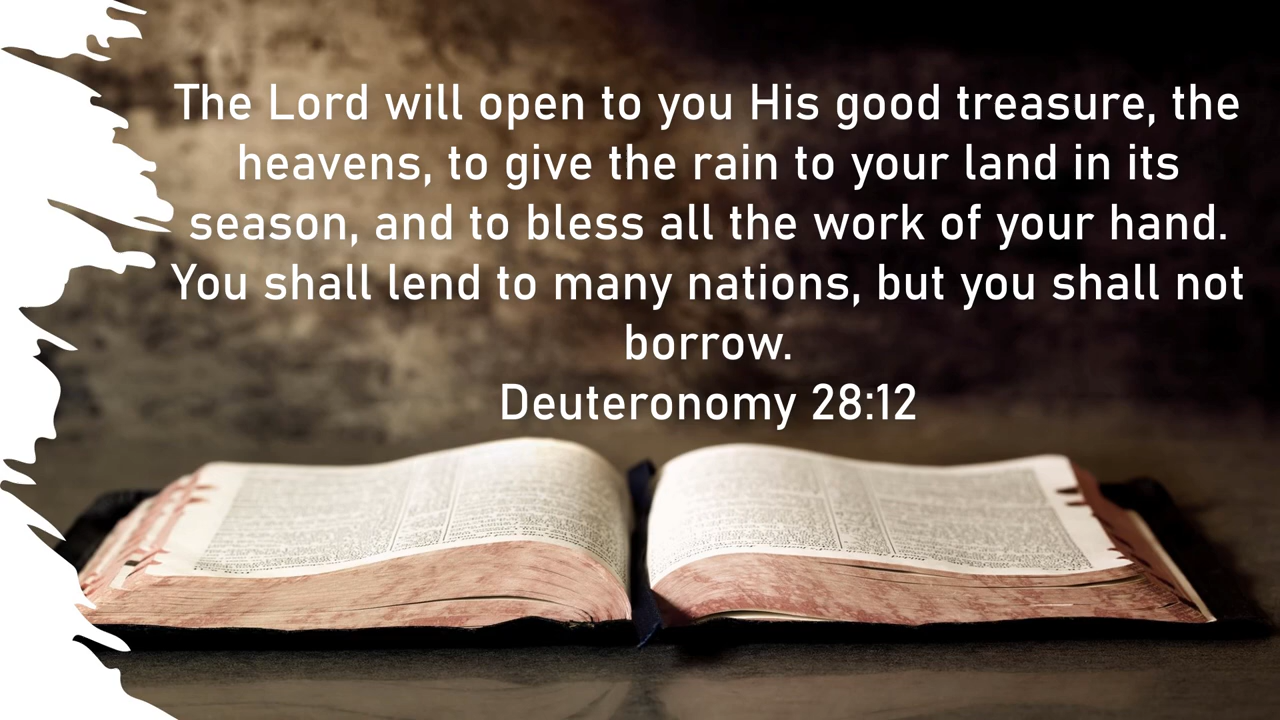 The Lord will open to you His good treasure, the
heavens, to give the rain to your land in its
season, and to bless all the work of your hand.
You shall lend to many nations, but you shall not
borrow.
Deuteronomy 28:12